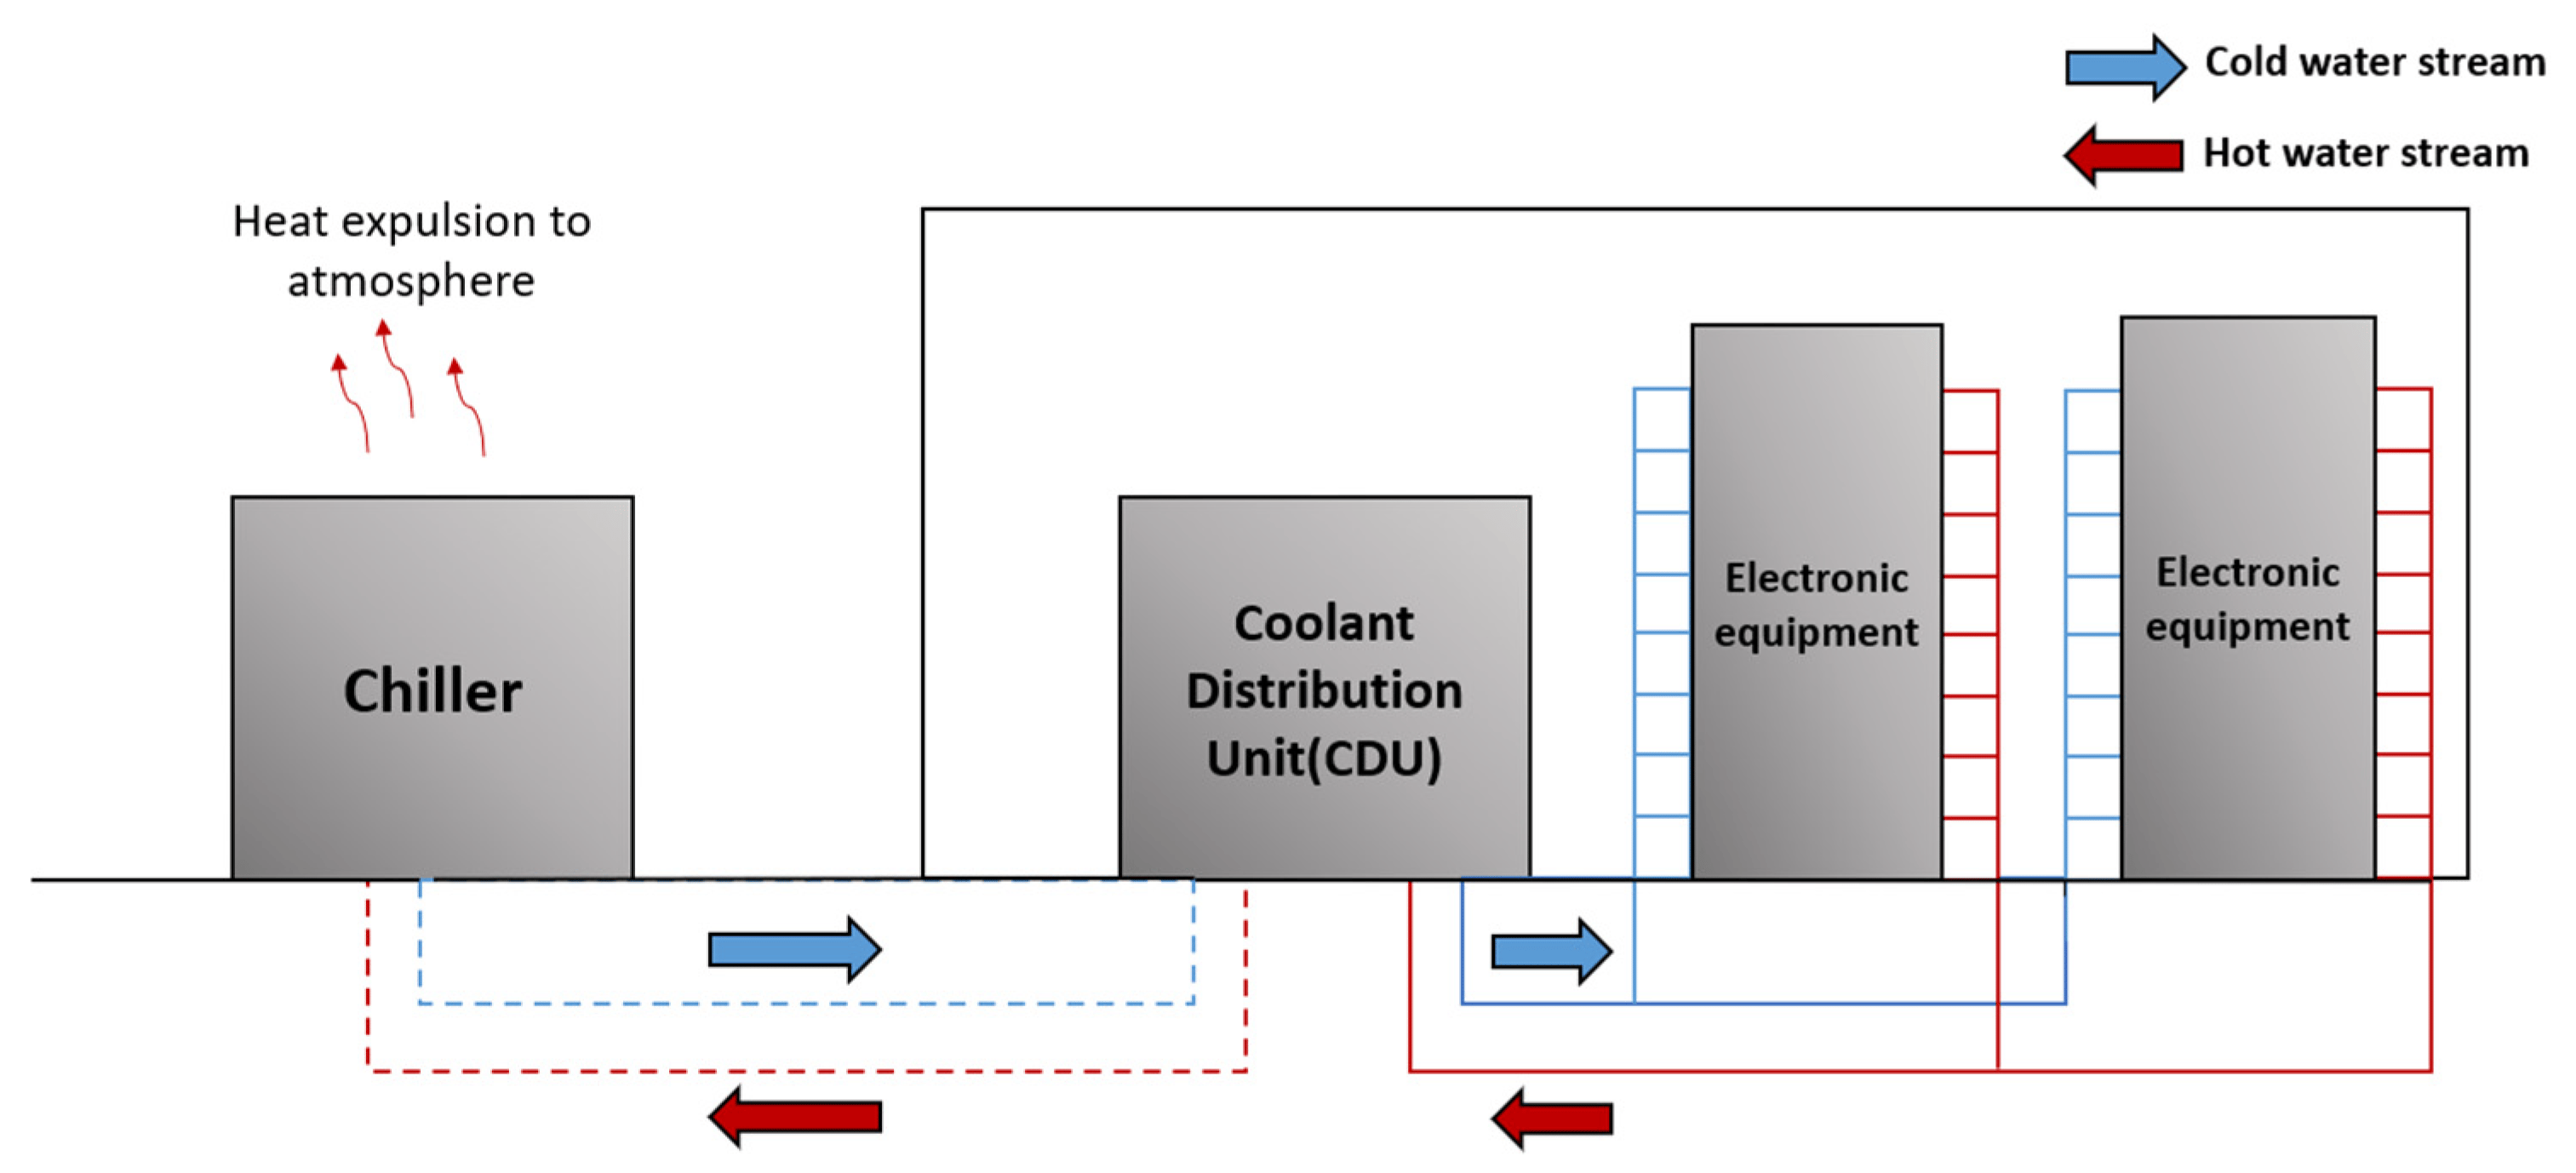 Cold water stream
Hot water stream
Heat expulsion to
atmosphere
Chiller
Coolant
Distribution
Unit(CDU)
Electronic
equipment
Electronic
equipment